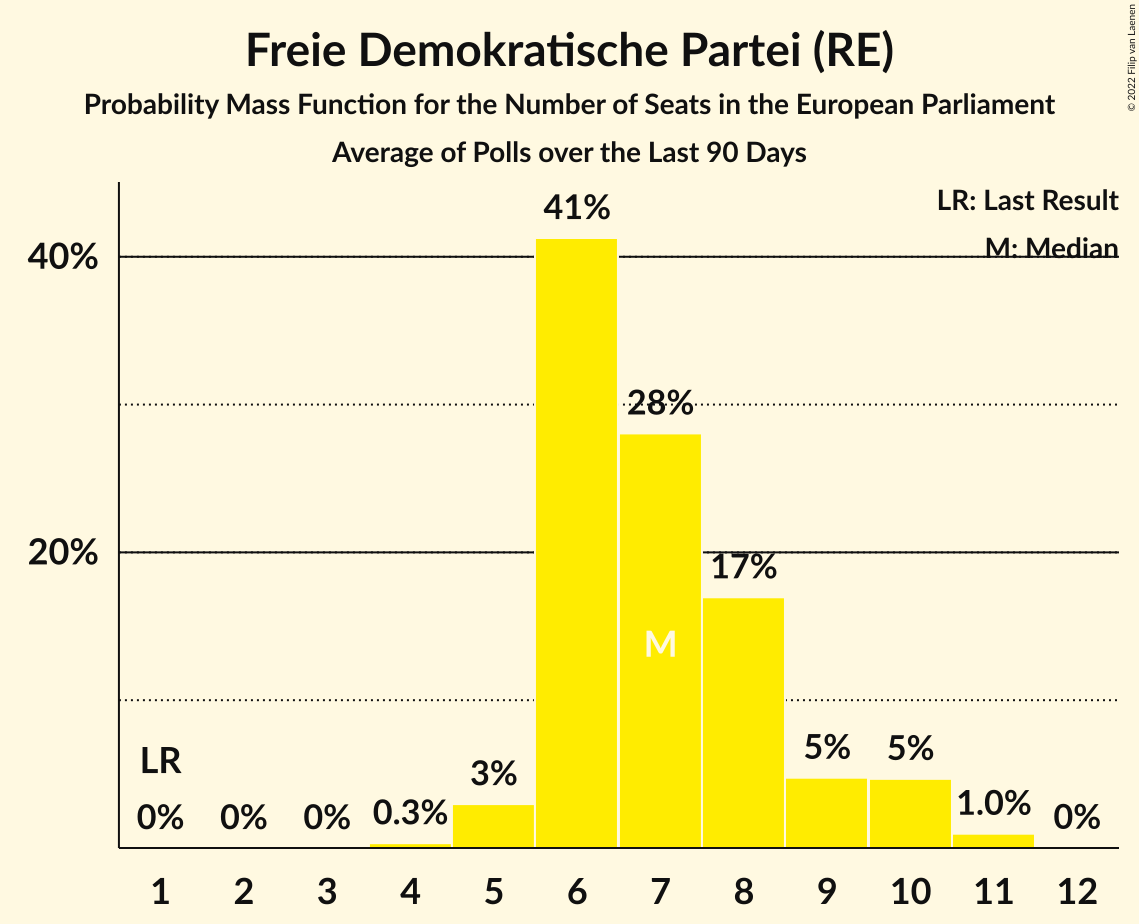 Freie Demokratische Partei (RE)
Probability Mass Function for the Number of Seats in the European Parliament
Average of Polls over the Last 90 Days
© 2022 Filip van Laenen
LR: Last Result
M: Median
40%
20%
41%
28%
17%
M
LR
0%
0%
0%
0.3%
3%
5%
5%
1.0%
0%
1 2 3 4 5 6 7 8 9 10 11 12